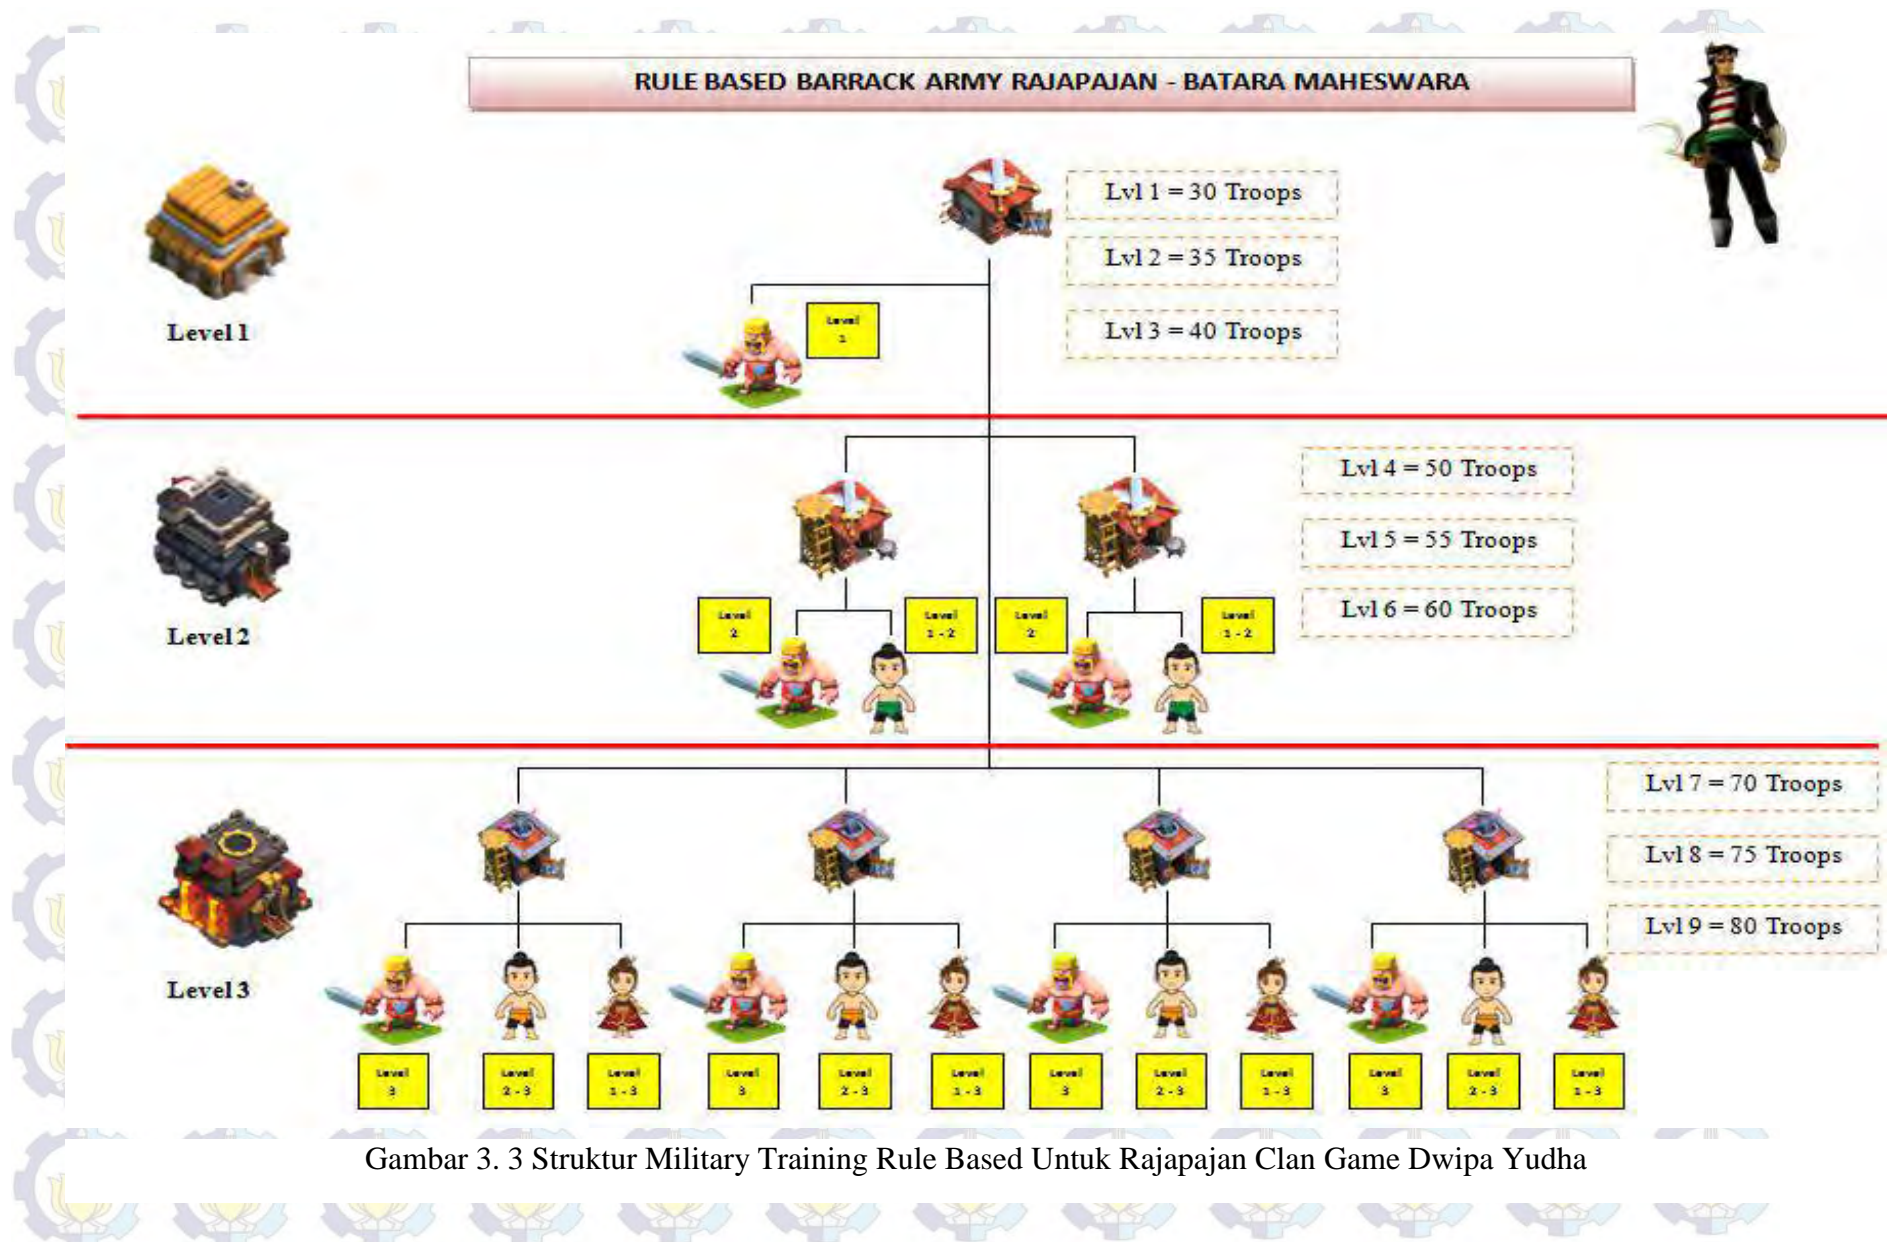 RULE BASED BARRACK ARMY RAJAPAJAN - BATARA MAHESWARA
Lvl 1 = 30 Troops
Lvl 2 = 35 Troops
Lvl 3 = 40 Troops
Level 1
Level
1
Lvl 4 = 50 Troops
Lvl 5 = 55 Troops
Lvl 6 = 60 Troops
Level 2
Level
2
Level
1 - 2
Level
2
Level
1 - 2
Lvl 7 = 70 Troops
Lvl 8 = 75 Troops
Lvl 9 = 80 Troops
Level 3
Level
3
Level
2 - 3
Level
1 - 3
Level
3
Level
2 - 3
Level
1 - 3
Level
3
Level
2 - 3
Level
1 - 3
Level
3
Level
2 - 3
Level
1 - 3
Gambar 3. 3 Struktur Military Training Rule Based Untuk Rajapajan Clan Game Dwipa Yudha